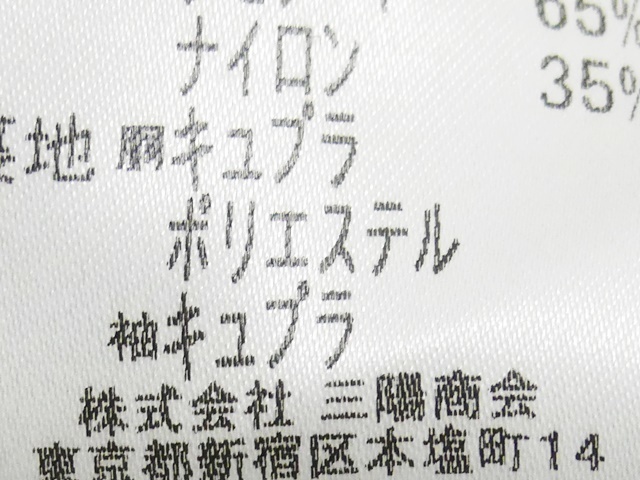 65%
ナイロン 35%
裏地 胴 キュプラ
ポリエステル
袖 キュプラ
株式会社 三陽商会
東京都新宿区本塩町14